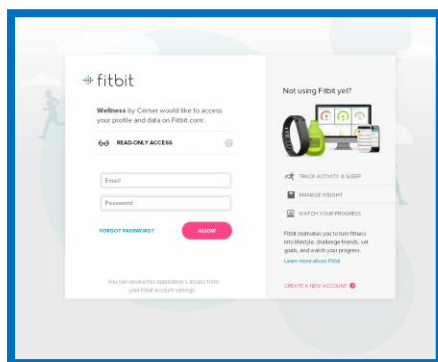 fitbit
Wellness by Cerner would like to access
your profile and data on Fitbit.com:
READ-ONLY ACCESS
Email
Password
FORGOT PASSWORD?
ALLOW
You can revoke this application's access from
your Fitbit account settings.
Not using Fitbit yet?
TRACK ACTIVITY & SLEEP
MANAGE WEIGHT
WATCH YOUR PROGRESS
Fitbit motivates you to turn fitness
into lifestyle, challenge friends, set
goals, and watch your progress.
Learn more about Fitbit
CREATE A NEW ACCOUNT